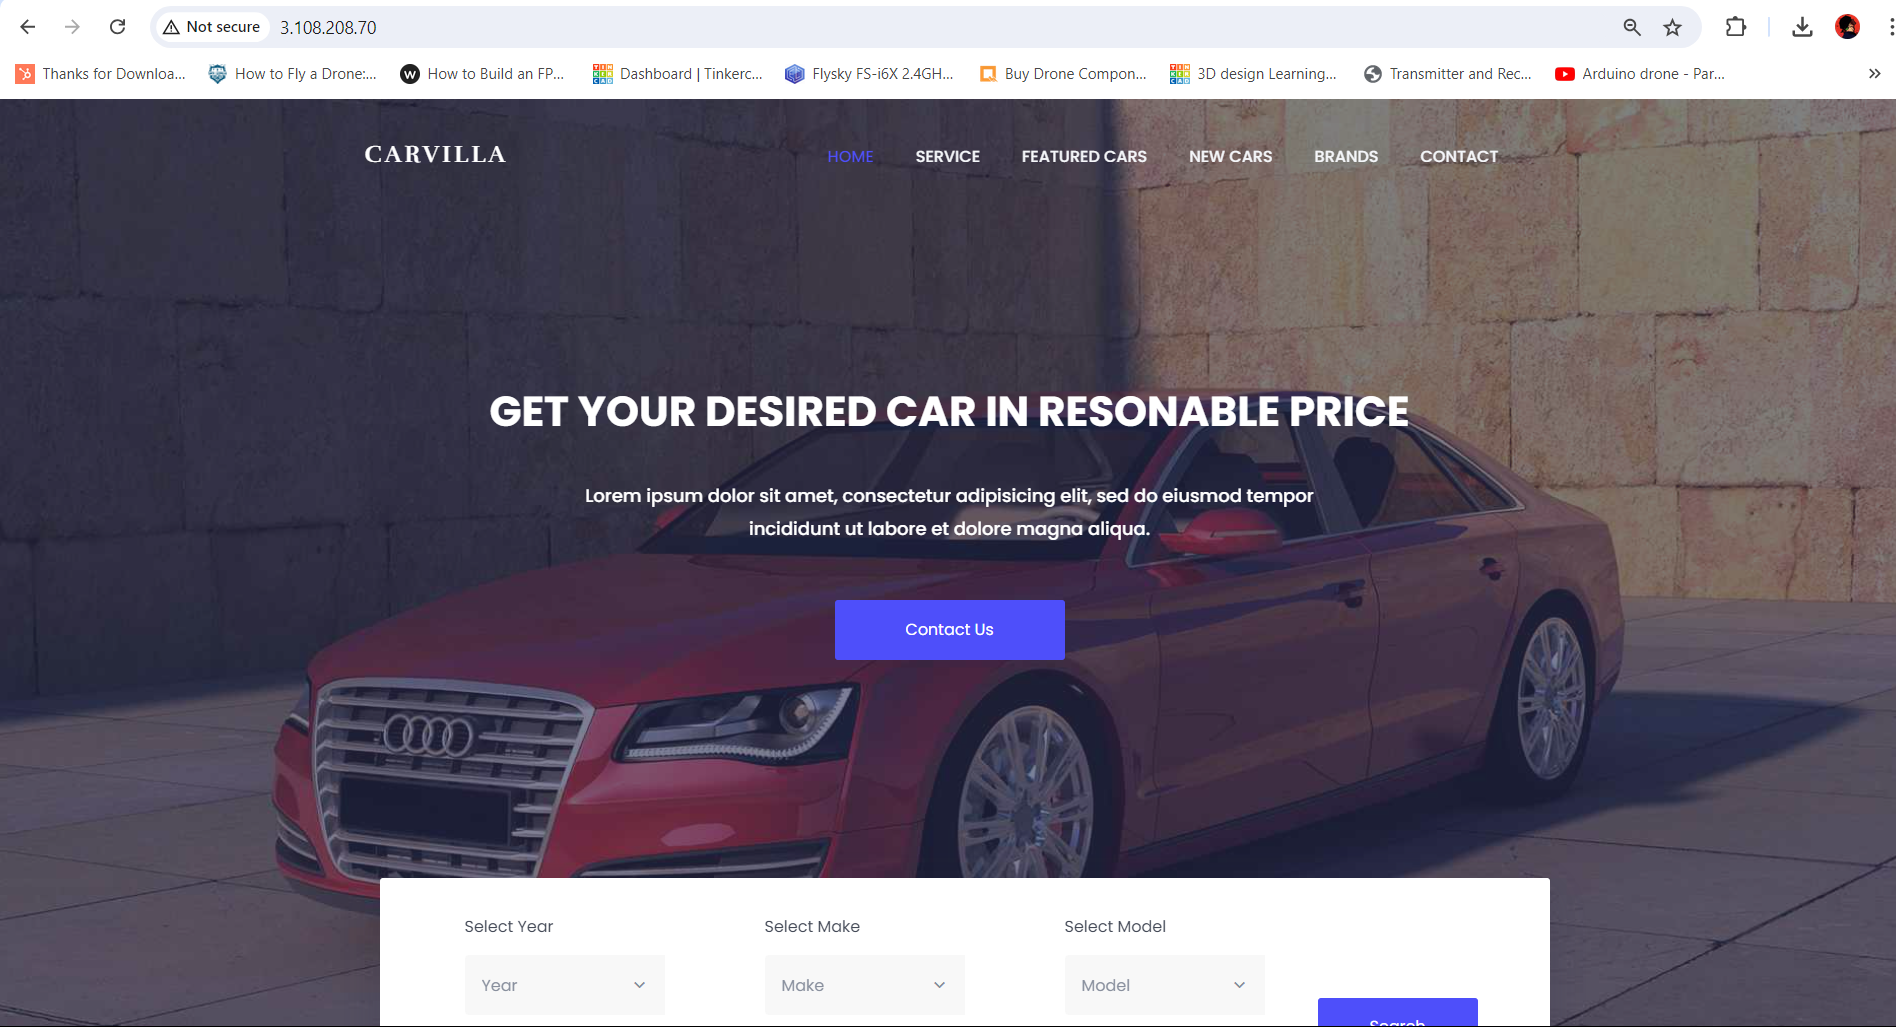 Not secure 3.108.208.70
Thanks for Downloa... How to Fly a Drone:... How to Build an FP... Dashboard | Tinkerc... Flysky FS-i6X 2.4GH... Buy Drone Compon... 3D design Learning... Transmitter and Rec... Arduino drone - Par...
CARVILLA HOME SERVICE FEATURED CARS NEW CARS BRANDS CONTACT
GET YOUR DESIRED CAR IN RESONABLE PRICE
Lorem ipsum dolor sit amet, consectetur adipisicing elit, sed do eiusmod tempor
incididunt ut labore et dolore magna aliqua.
Contact Us
Select Year Select Make Select Model
Year Make Model
Search